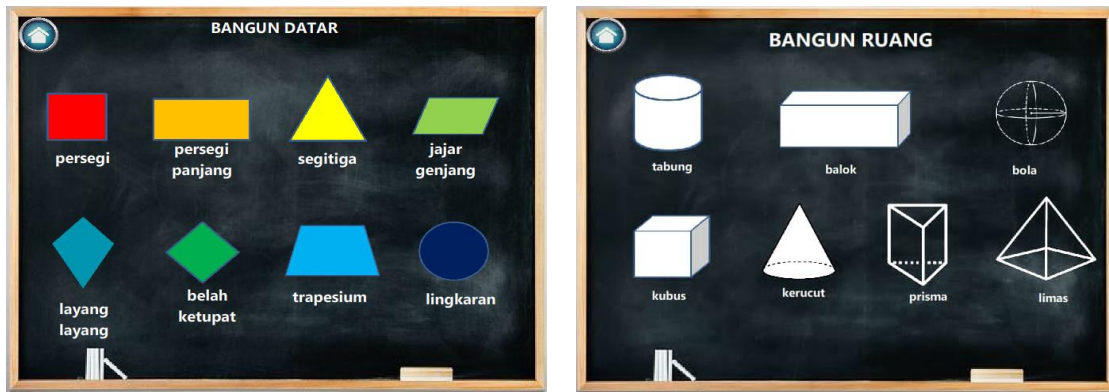 BANGUN DATAR
persegi
persegi
panjang
segitiga
jajar
genjang
layang
layang
belah
ketupat
trapesium
lingkaran
BANGUN RUANG
tabung
balok
bola
kubus
kerucut
prisma
limas